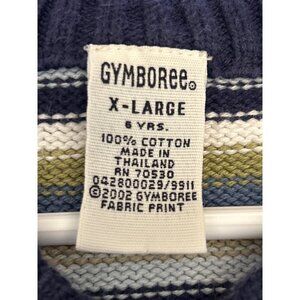 GYMBOREE®
X-LARGE
6 YRS.
100% COTTON
MADE IN
THAILAND
RN 70530
042800029/9911
©2002 GYMBOREE
FABRIC PRINT